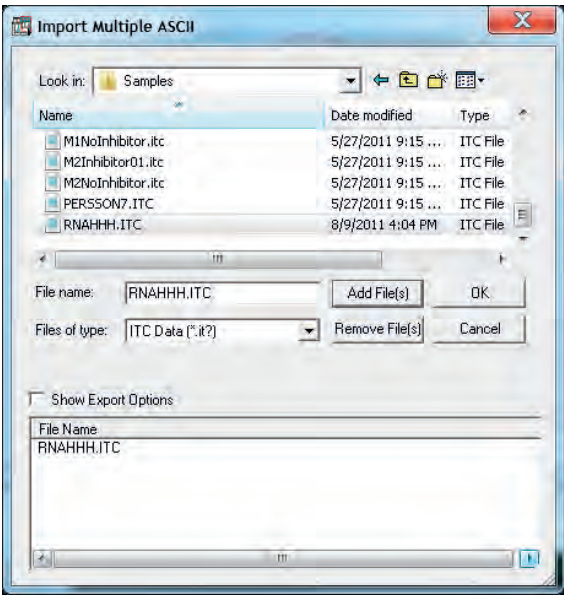 Import Multiple ASCII
Look in: Samples
Name Date modified Type
M1NoInhibitor.itc 5/27/2011 9:15 ... ITC File
M2Inhibitor01.itc 5/27/2011 9:15 ... ITC File
M2NoInhibitor.itc 5/27/2011 9:15 ... ITC File
PERSSON7.ITC 5/27/2011 9:15 ... ITC File
RNAHHH.ITC 8/9/2011 4:04 PM ITC File
File name: RNAHHH.ITC Add File(s) OK
Files of type: ITC Data (*.it?) Remove File(s) Cancel
Show Export Options
File Name
RNAHHH.ITC